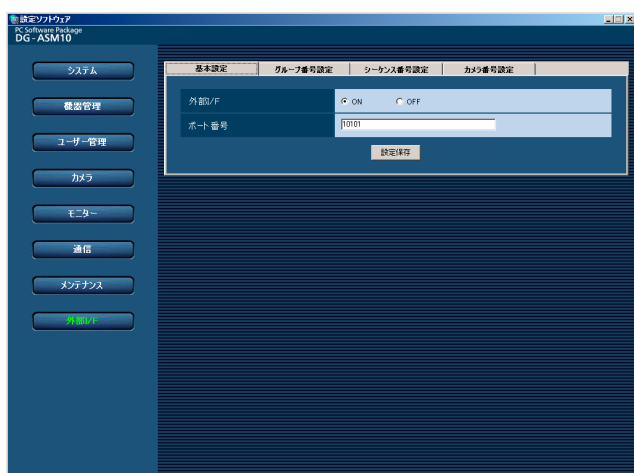 設定ソフトウェア
PC Software Package
DG-ASM10
システム
機器管理
ユーザー管理
カメラ
モニター
通信
メンテナンス
外部I/F
基本設定 グループ番号設定 シーケンス番号設定 カメラ番号設定
外部I/F ON OFF
ポート番号 10101
設定保存